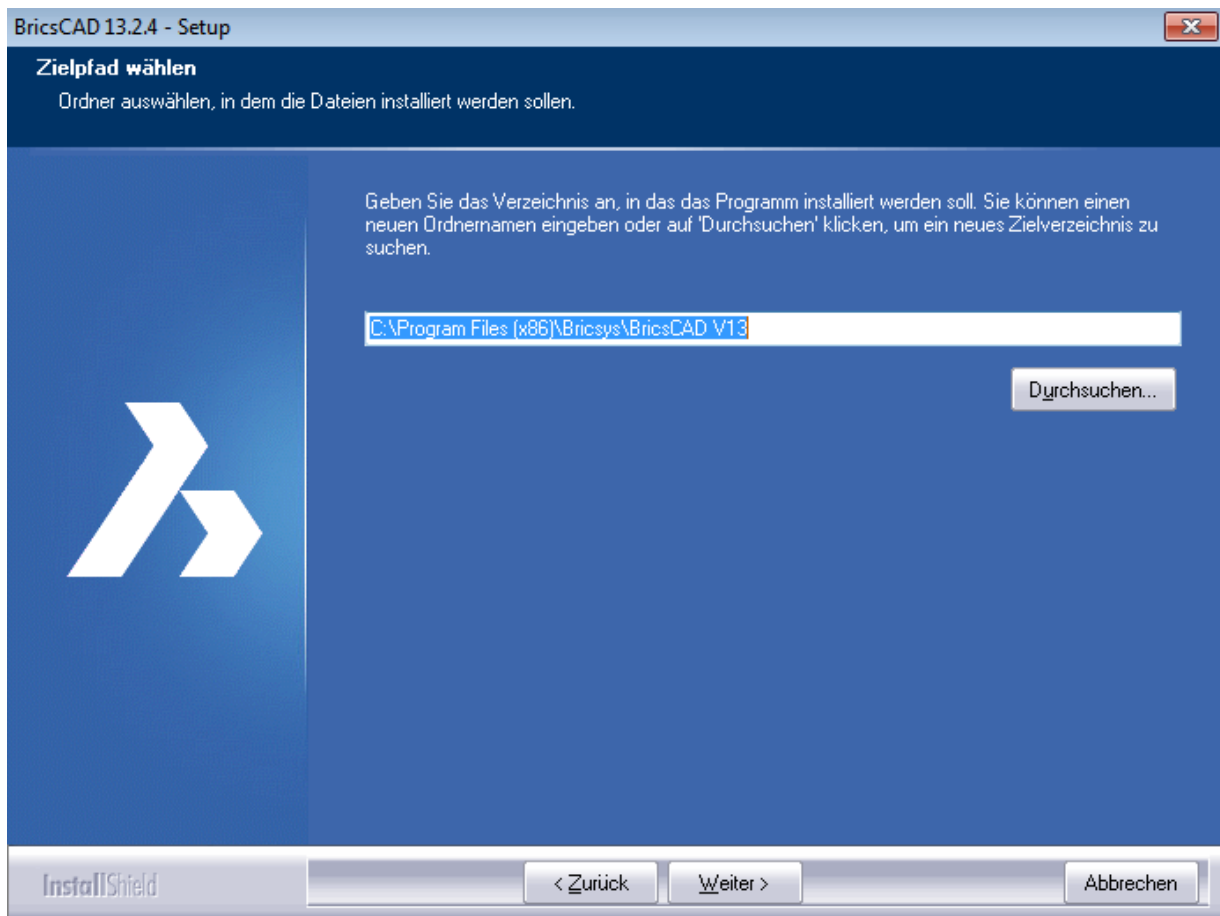 BricsCAD 13.2.4 - Setup
Zielpfad wählen
Ordner auswählen, in dem die Dateien installiert werden sollen.
Geben Sie das Verzeichnis an, in das das Programm installiert werden soll. Sie können einen
neuen Ordnernamen eingeben oder auf 'Durchsuchen' klicken, um ein neues Zielverzeichnis zu
suchen.
C:\Program Files (x86)\Bricsys\BricsCAD V13
Durchsuchen...
InstallShield
< Zurück
Weiter >
Abbrechen